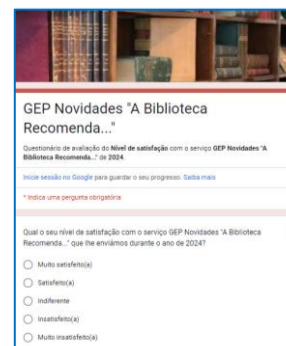 GEP Novidades "A Biblioteca
Recomenda..."
Questionário de avaliação do Nível de satisfação com o serviço GEP Novidades "A
Biblioteca Recomenda..." de 2024.
Inicie sessão no Google para guardar o seu progresso. Saiba mais
* Indica uma pergunta obrigatória
Qual o seu nível de satisfação com o serviço GEP Novidades "A Biblioteca
Recomenda..." que lhe enviámos durante o ano de 2024?
Muito satisfeito(a)
Satisfeito(a)
Indiferente
Insatisfeito(a)
Muito insatisfeito(a)